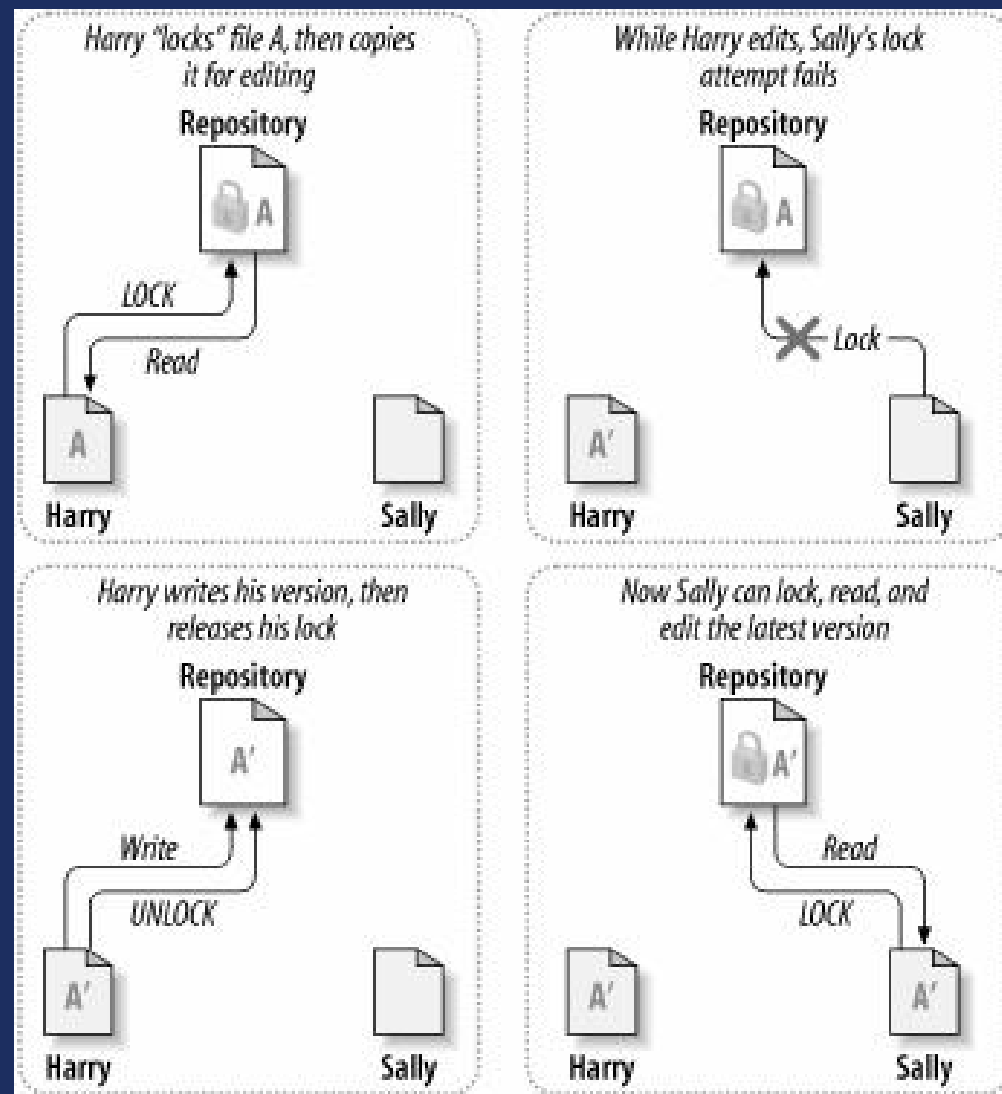 Harry "locks" file A, then copies
it for editing
Repository
A
LOCK
Read
A
Harry
Sally
While Harry edits, Sally's lock
attempt fails
Repository
A
Lock
A'
Harry
Sally
Harry writes his version, then
releases his lock
Repository
A'
Write
UNLOCK
A'
Harry
Sally
Now Sally can lock, read, and
edit the latest version
Repository
A'
Read
LOCK
A'
A'
Harry
Sally